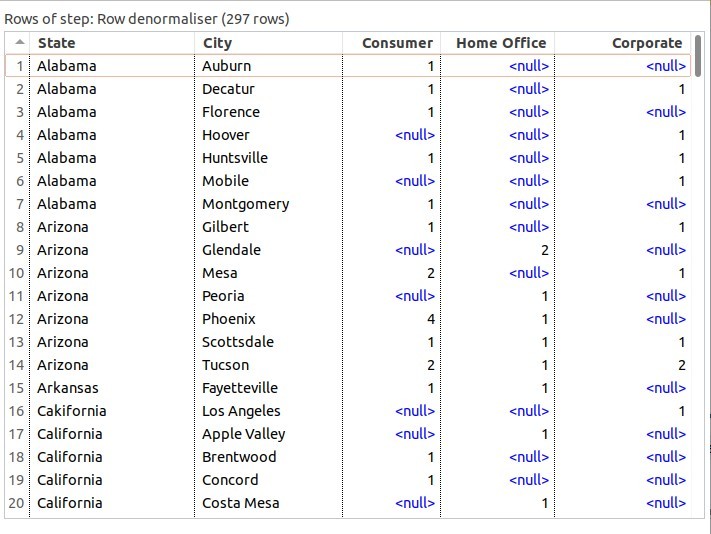 Rows of step: Row denormaliser (297 rows)
State City Consumer Home Office Corporate
1 Alabama Auburn 1 <null> <null>
2 Alabama Decatur 1 <null> 1
3 Alabama Florence 1 <null> <null>
4 Alabama Hoover <null> <null> 1
5 Alabama Huntsville 1 <null> 1
6 Alabama Mobile <null> <null> 1
7 Alabama Montgomery 1 <null> <null>
8 Arizona Gilbert 1 <null> 1
9 Arizona Glendale <null> 2 <null>
10 Arizona Mesa 2 <null> 1
11 Arizona Peoria <null> 1 <null>
12 Arizona Phoenix 4 1 <null>
13 Arizona Scottsdale 1 1 1
14 Arizona Tucson 2 1 2
15 Arkansas Fayetteville 1 1 <null>
16 Cakifornia Los Angeles <null> <null> 1
17 California Apple Valley <null> 1 <null>
18 California Brentwood 1 <null> <null>
19 California Concord 1 <null> <null>
20 California Costa Mesa <null> 1 <null>